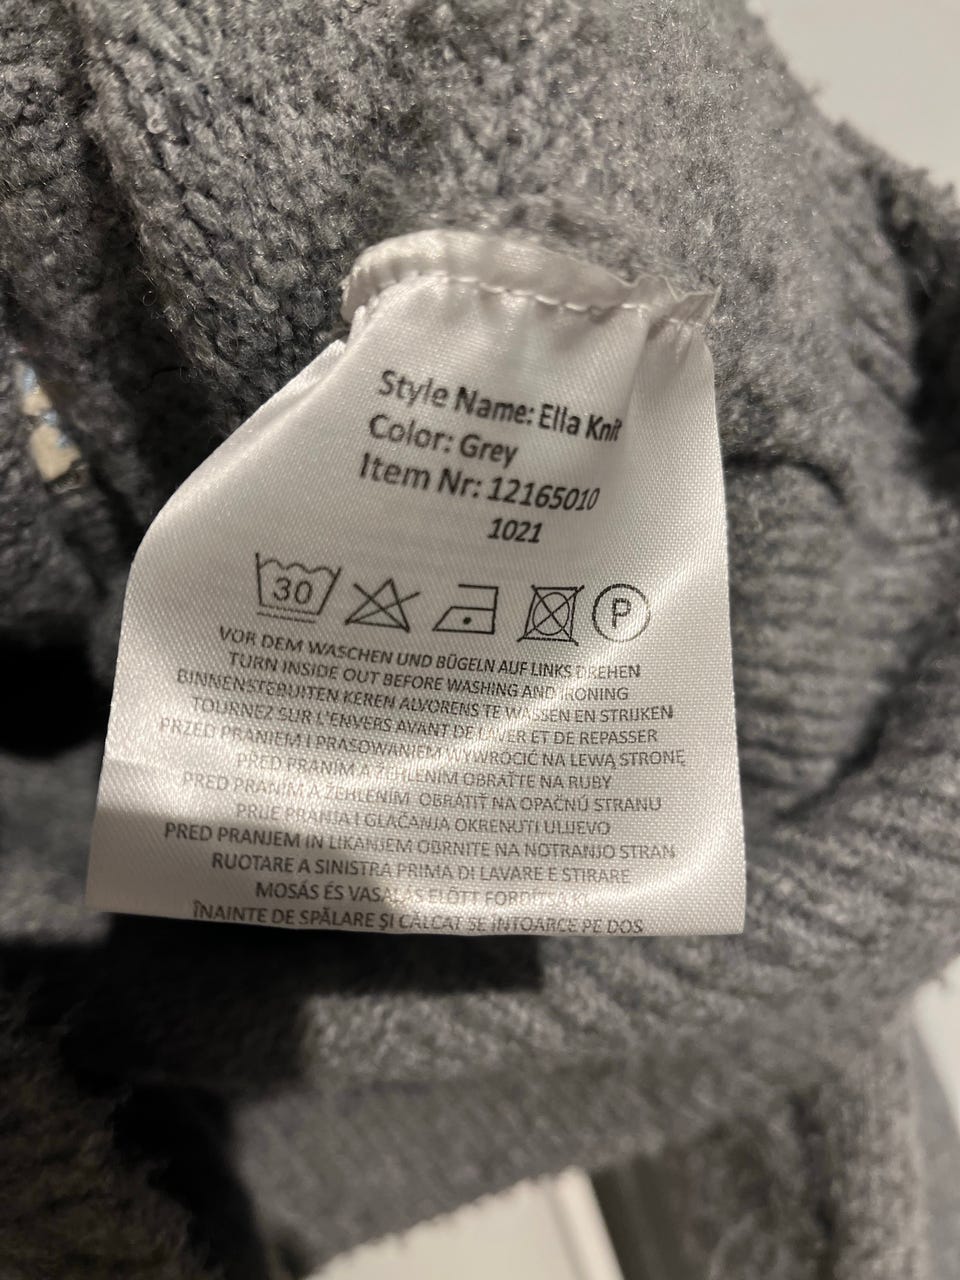 Style Name: Ella Knit
Color: Grey
Item Nr: 12165010
1021
30
P
VOR DEM WASCHEN UND BÜGELN AUF LINKS DREHEN
TURN INSIDE OUT BEFORE WASHING AND IRONING
BINNENSTEBUITEN KEREN ALVORENS TE WASSEN EN STRIJKEN
TOURNEZ SUR L'ENVERS AVANT DE LAVER ET DE REPASSER
PRZED PRANIEM I PRASOWANIEM WYWRÓCIĆ NA LEWĄ STRONĘ
PŘED PRANÍM A ŽEHLENÍM OBRAŤTE NA RUBY
PRED PRANÍM A ŽEHLENÍM OBRÁTIŤ NA OPAČNÚ STRANU
PRIJE PRANJA I GLAČANJA OKRENUTI ULIJEVO
PRED PRANJEM IN LIKANJEM OBRNITE NA NOTRANJO STRAN
RUOTARE A SINISTRA PRIMA DI LAVARE E STIRARE
MOSÁS ÉS VASALÁS ELŐTT FORDÍTSA KI
ÎNAINTE DE SPĂLARE ȘI CĂLCAT SE ÎNTOARCE PE DOS